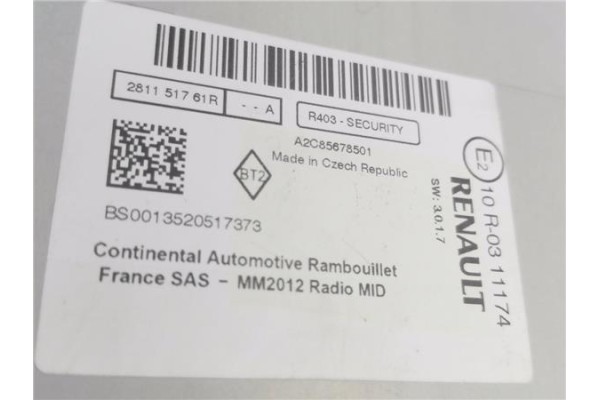 2811 517 61R
- - A
R403 - SECURITY
A2C85678501
Made in Czech Republic
BT2
BS0013520517373
Continental Automotive Rambouillet
France SAS - MM2012 Radio MID
E2
10 R-03 11174
RENAULT
SW: 3.0.1.7